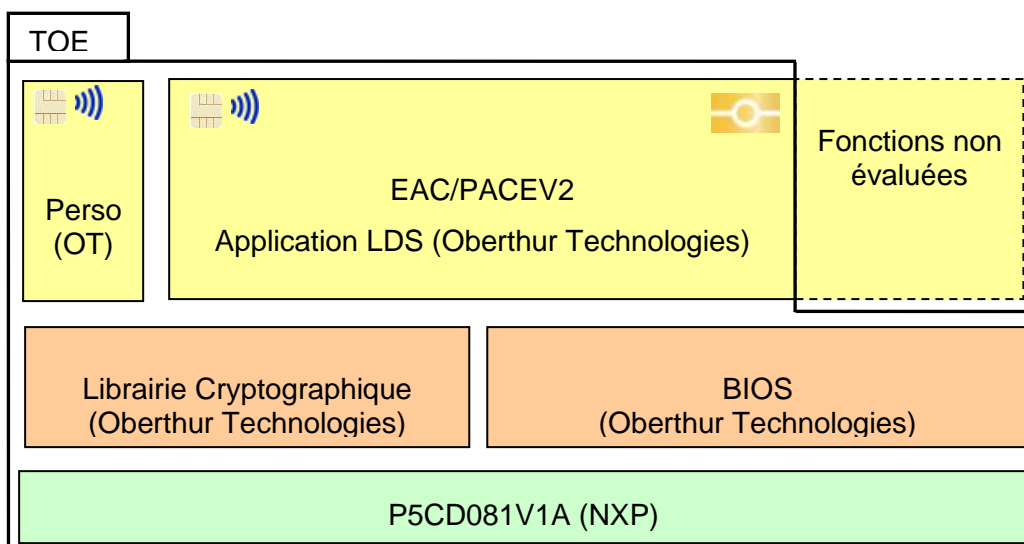 TOE
Perso
(OT)
EAC/PACEV2
Application LDS (Oberthur Technologies)
Fonctions non
évaluées
Librairie Cryptographique
(Oberthur Technologies)
BIOS
(Oberthur Technologies)
P5CD081V1A (NXP)